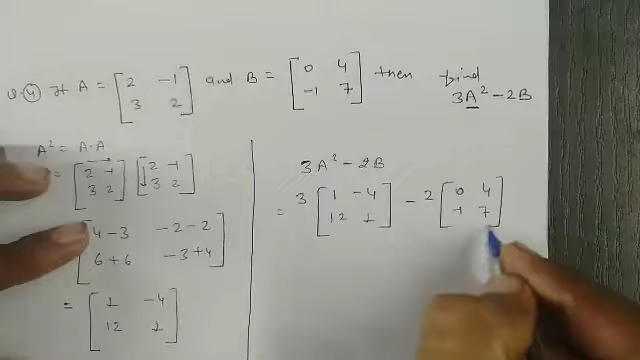 Q.4 If A = [2 -1 3 2] and B = [0 4 -1 7] then find
3A² - 2B
A² = A·A
= [2 -1 3 2] [2 -1 3 2]
[4-3 -2-2
6+6 -3+4]
= [1 -4
12 1]
3A² - 2B
= 3 [1 -4 12 1] - 2 [0 4 -1 7]